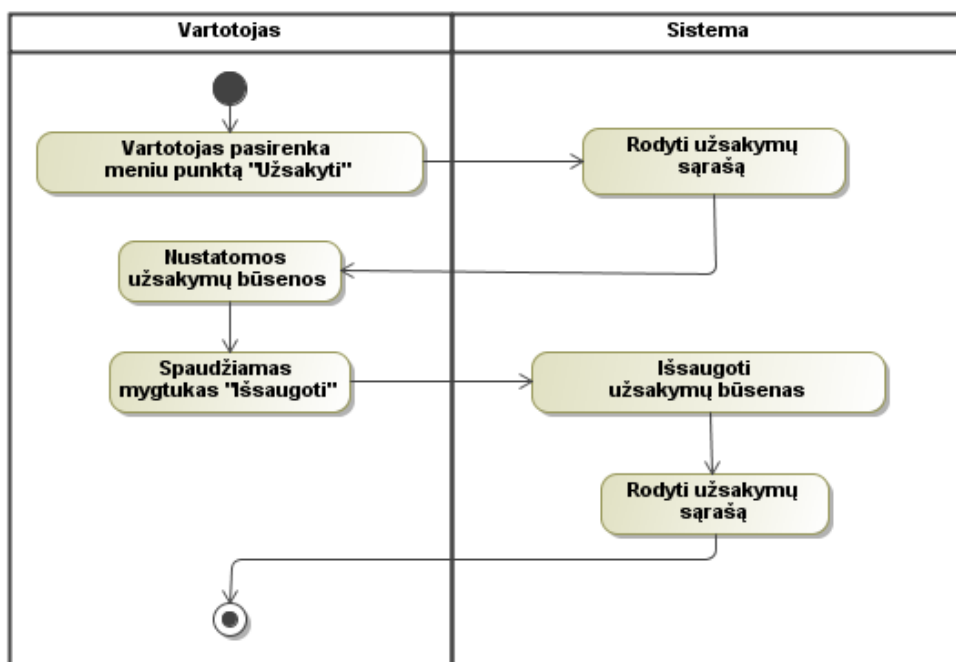 Vartotojas
Sistema
Vartotojas pasirenka
meniu punktą "Užsakyti"
Rodyti užsakymų
sąrašą
Nustatomos
užsakymų būsenos
Spaudžiamas
mygtukas "Išsaugoti"
Išsaugoti
užsakymų būsenas
Rodyti užsakymų
sąrašą